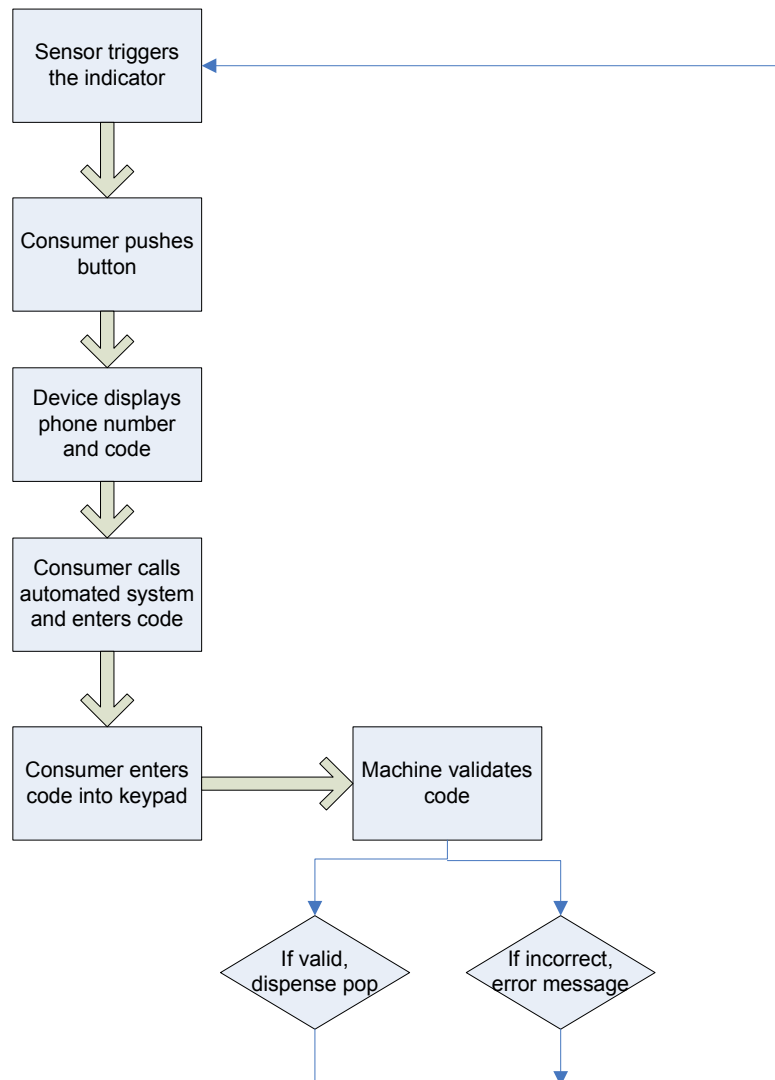 Sensor triggers
the indicator
Consumer pushes
button
Device displays
phone number
and code
Consumer calls
automated system
and enters code
Consumer enters
code into keypad
Machine validates
code
If valid,
dispense pop
If incorrect,
error message